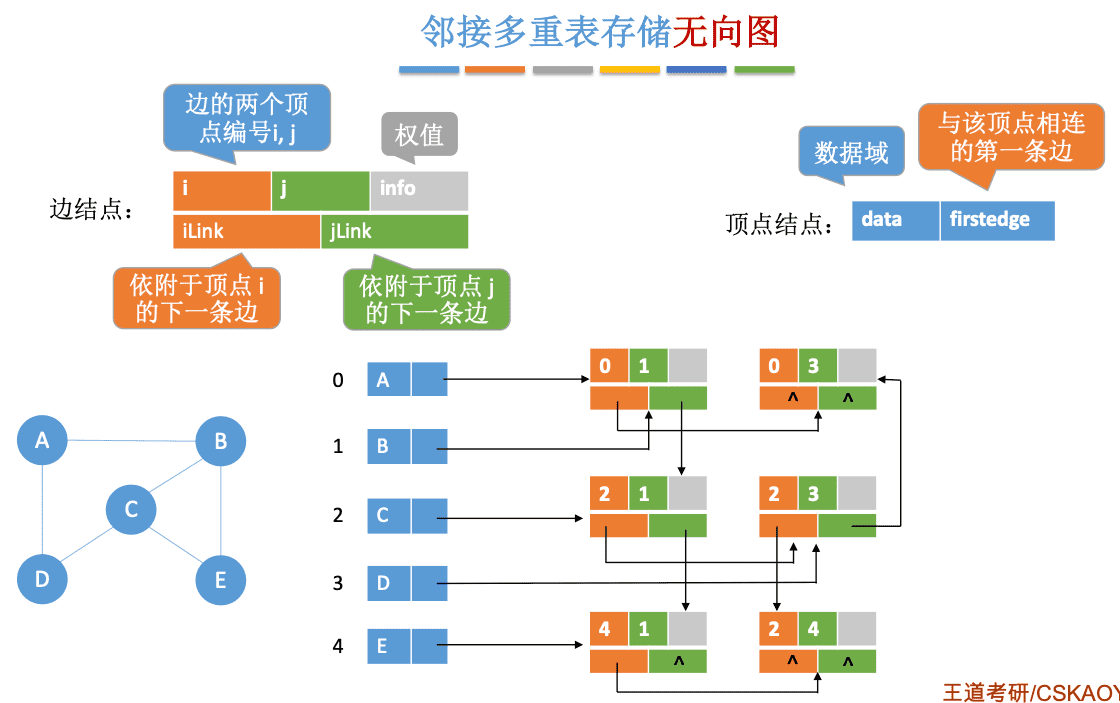 邻接多重表存储无向图
边的两个顶
点编号i, j
权值
边结点：
i j info
iLink jLink
依附于顶点 i
的下一条边
依附于顶点 j
的下一条边
数据域
与该顶点相连
的第一条边
顶点结点：
data firstedge
A B
C
D E
0 A
1 B
2 C
3 D
4 E
0 1
0 3
^ ^
2 1
2 3
4 1
^
2 4
^ ^
王道考研/CSKAOY